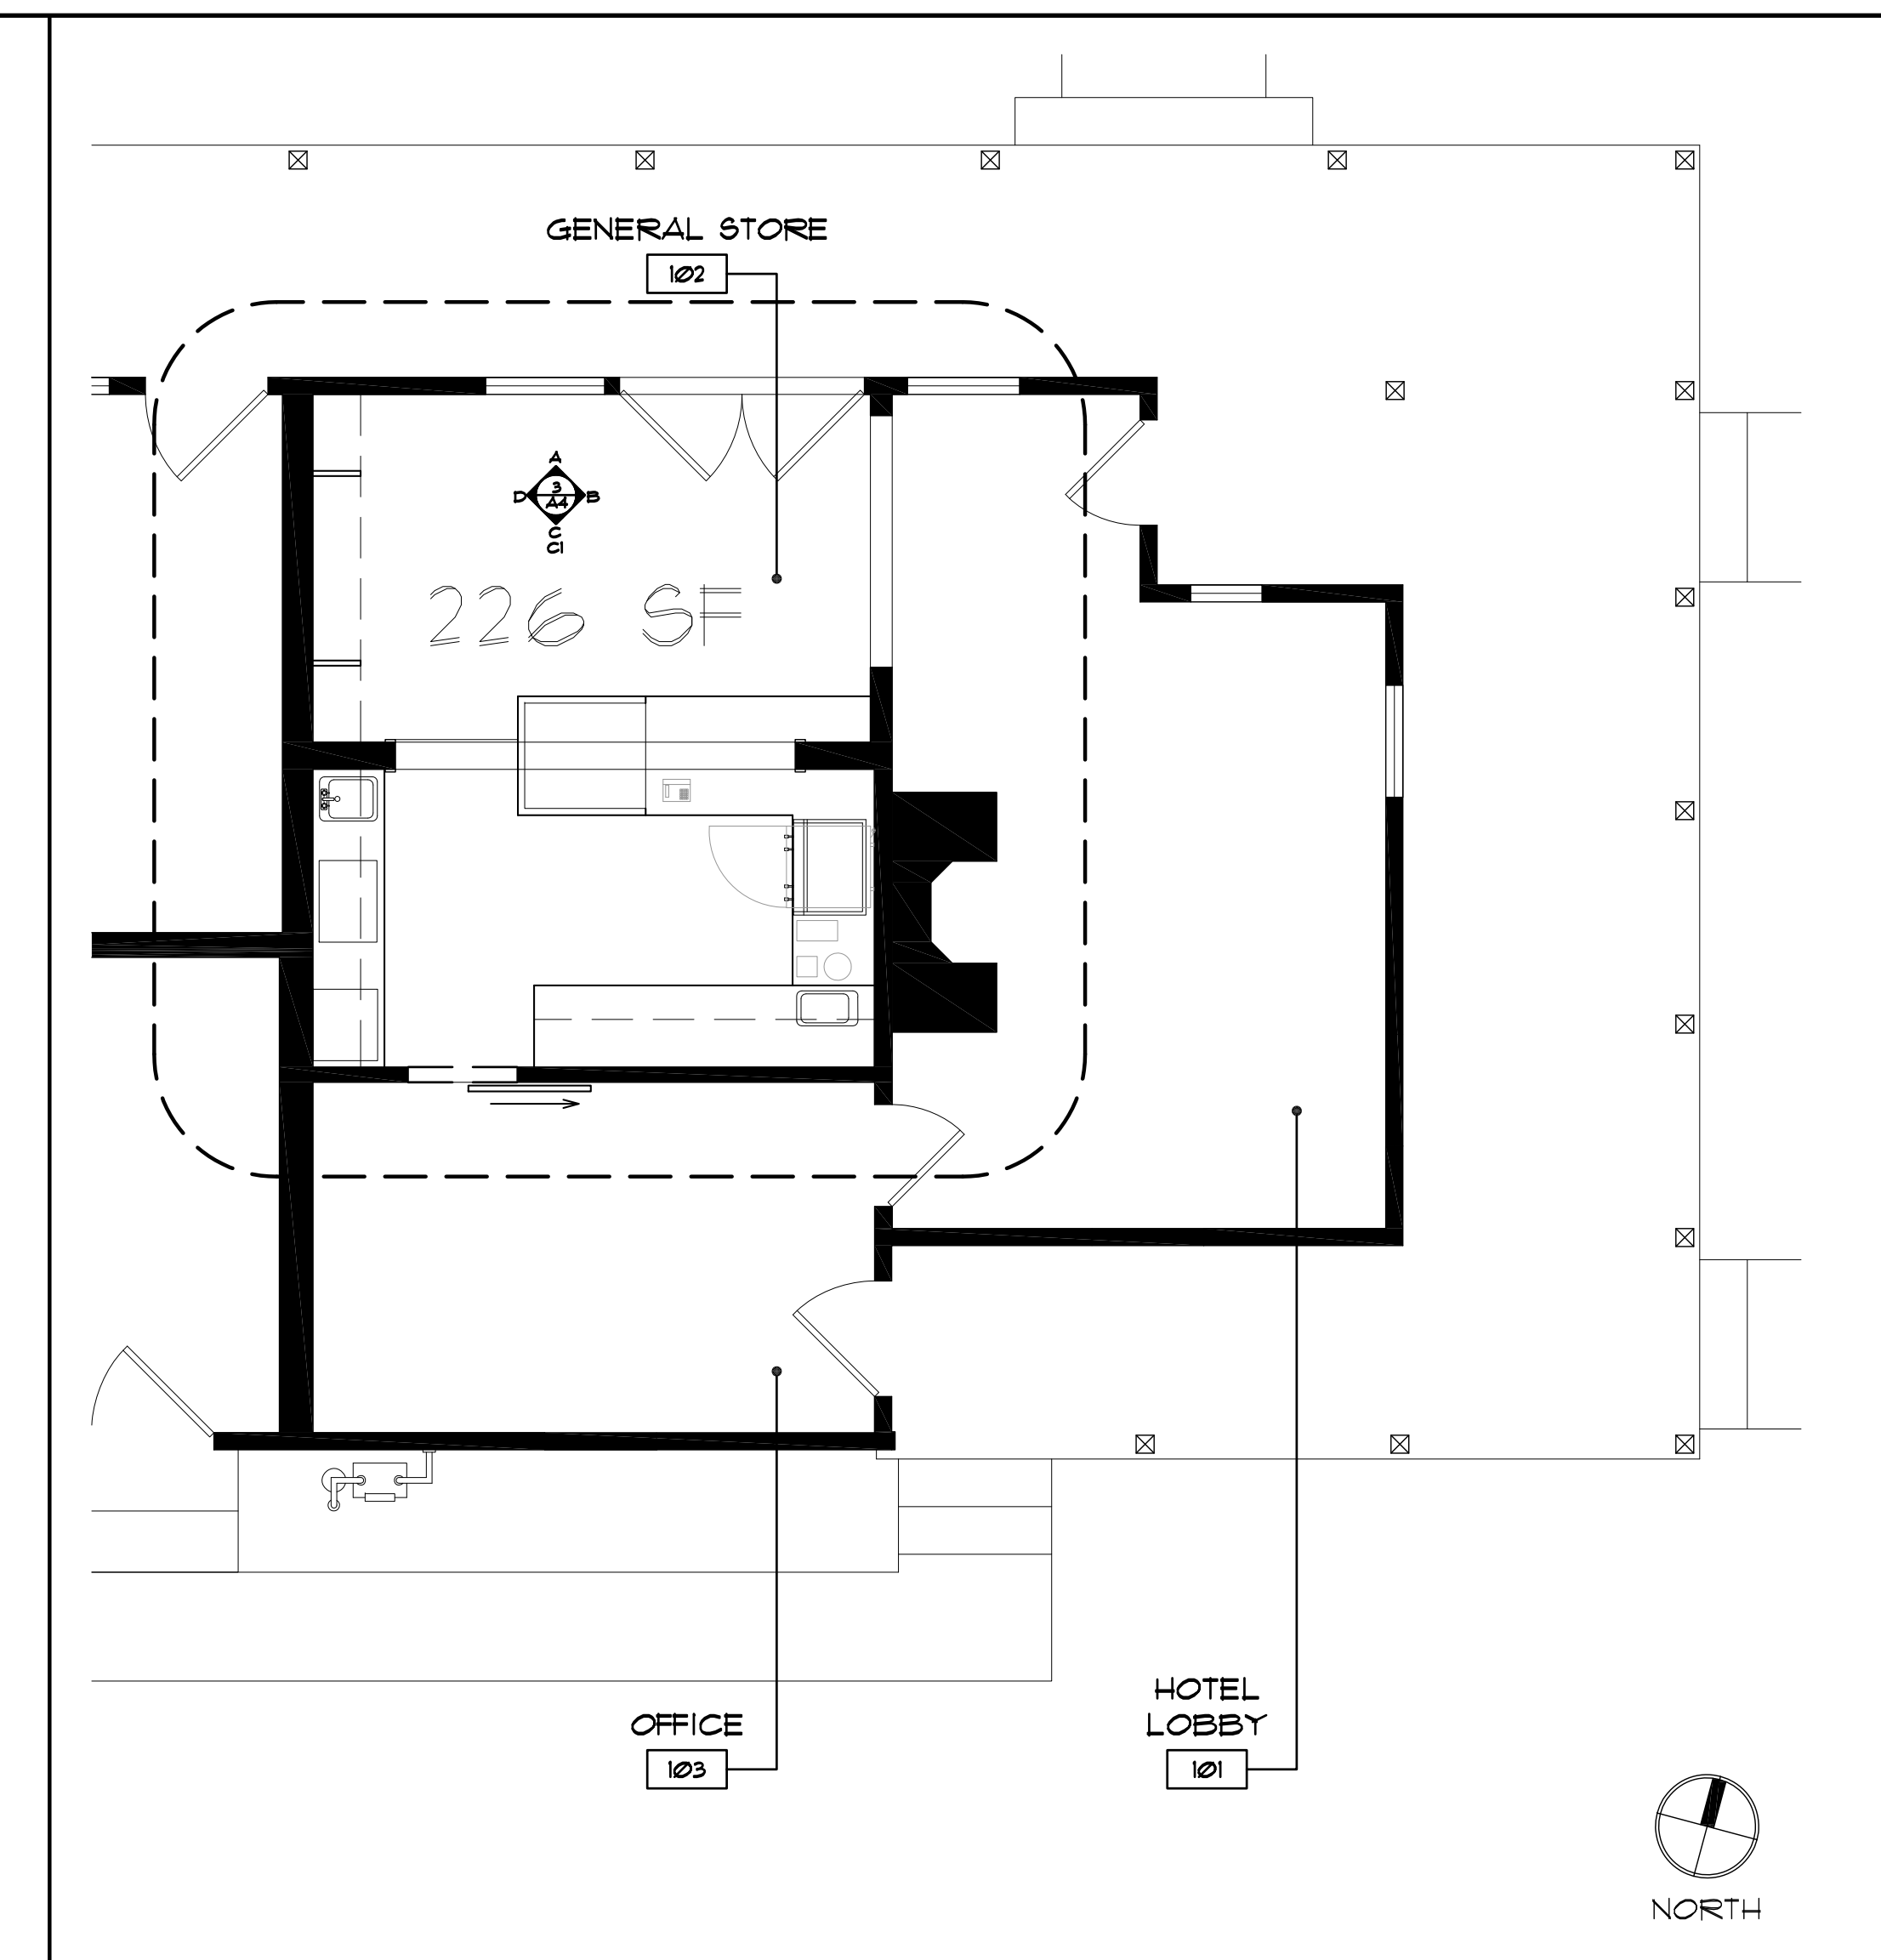 GENERAL STORE
102
A
D 3 B
A4
C
C1
226 SF
HOTEL
LOBBY
OFFICE
103
101
NORTH